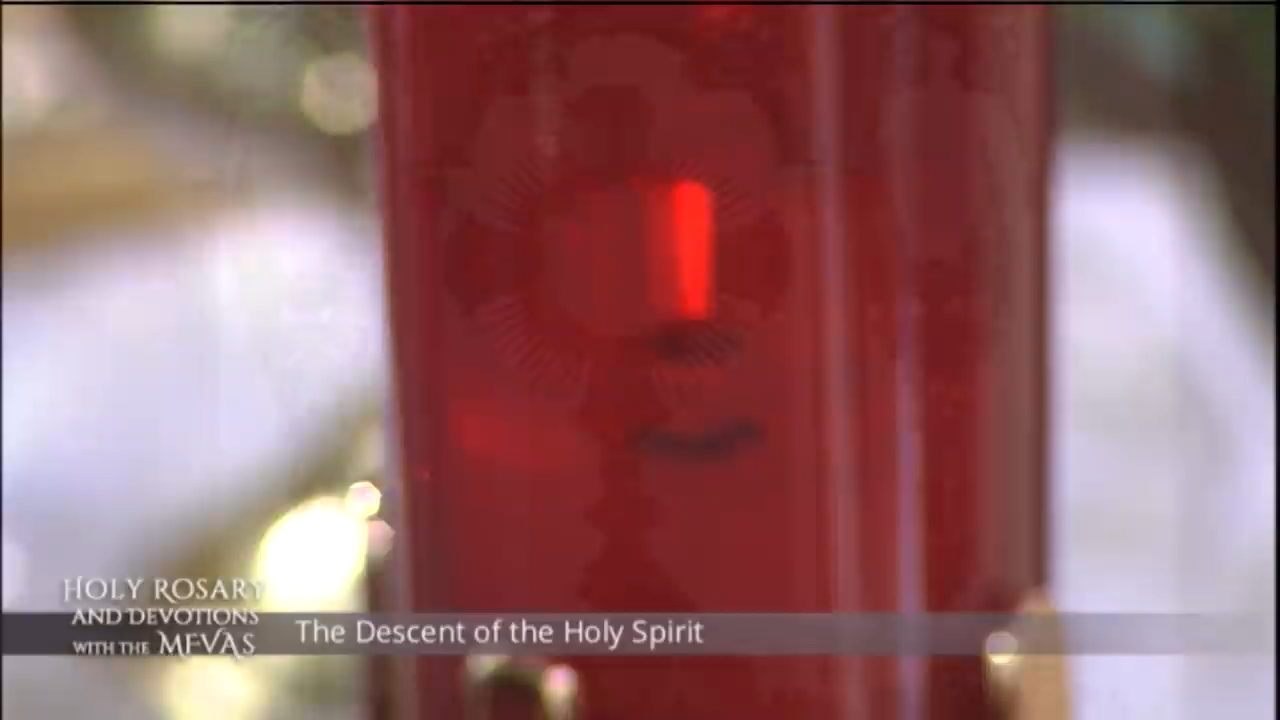 HOLY ROSARY
AND DEVOTIONS
WITH THE MFVAS
The Descent of the Holy Spirit